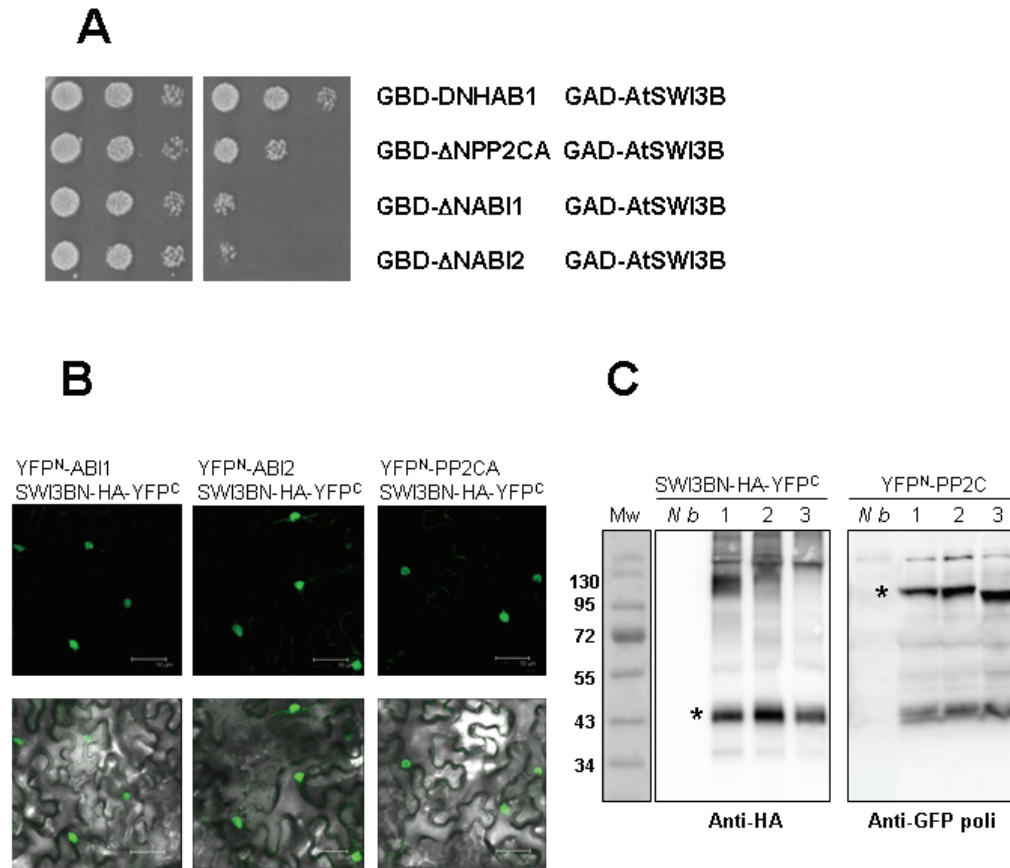 A
GBD-DNHAB1 GAD-AtSWI3B
GBD-ΔNPP2CA GAD-AtSWI3B
GBD-ΔNABI1 GAD-AtSWI3B
GBD-ΔNABI2 GAD-AtSWI3B
B
YFPᴺ-ABI1
SWI3BN-HA-YFPᶜ
YFPᴺ-ABI2
SWI3BN-HA-YFPᶜ
YFPᴺ-PP2CA
SWI3BN-HA-YFPᶜ
C
SWI3BN-HA-YFPᶜ YFPᴺ-PP2C
Mw N b 1 2 3 N b 1 2 3
130
95
72
55
43
34
*
*
Anti-HA Anti-GFP poli